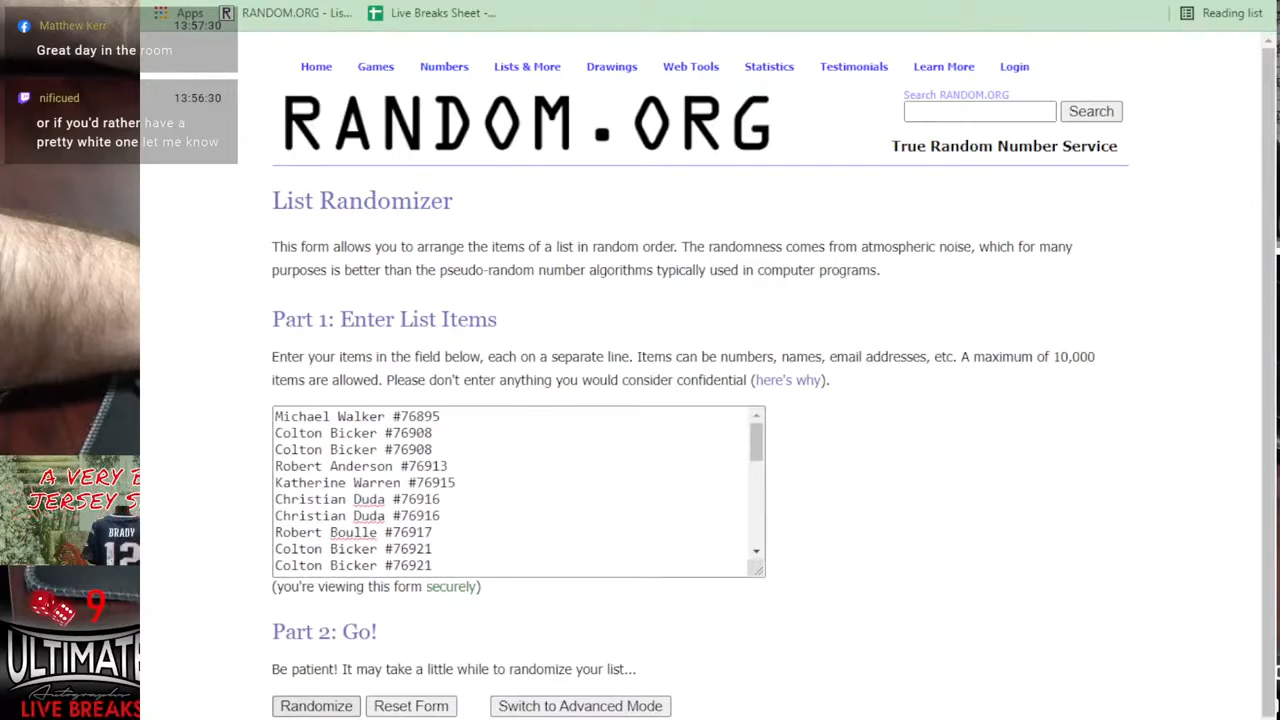 Apps
RANDOM.ORG - Lis...
Live Breaks Sheet -...
Reading list
Matthew Kerr 13:57:30
Great day in the room
nificued 13:56:30
or if you'd rather have a
pretty white one let me know
Home Games Numbers Lists & More Drawings Web Tools Statistics Testimonials Learn More Login
RANDOM.ORG
Search RANDOM.ORG
Search
True Random Number Service
List Randomizer
This form allows you to arrange the items of a list in random order. The randomness comes from atmospheric noise, which for many
purposes is better than the pseudo-random number algorithms typically used in computer programs.
Part 1: Enter List Items
Enter your items in the field below, each on a separate line. Items can be numbers, names, email addresses, etc. A maximum of 10,000
items are allowed. Please don't enter anything you would consider confidential (here's why).
Michael Walker #76895
Colton Bicker #76908
Colton Bicker #76908
Robert Anderson #76913
Katherine Warren #76915
Christian Duda #76916
Christian Duda #76916
Robert Boulle #76917
Colton Bicker #76921
Colton Bicker #76921
(you're viewing this form securely)
Part 2: Go!
Be patient! It may take a little while to randomize your list...
Randomize Reset Form Switch to Advanced Mode
A VERY B
JERSEY S
BRADY
12
9
ULTIMATE
Autographs
LIVE BREAKS